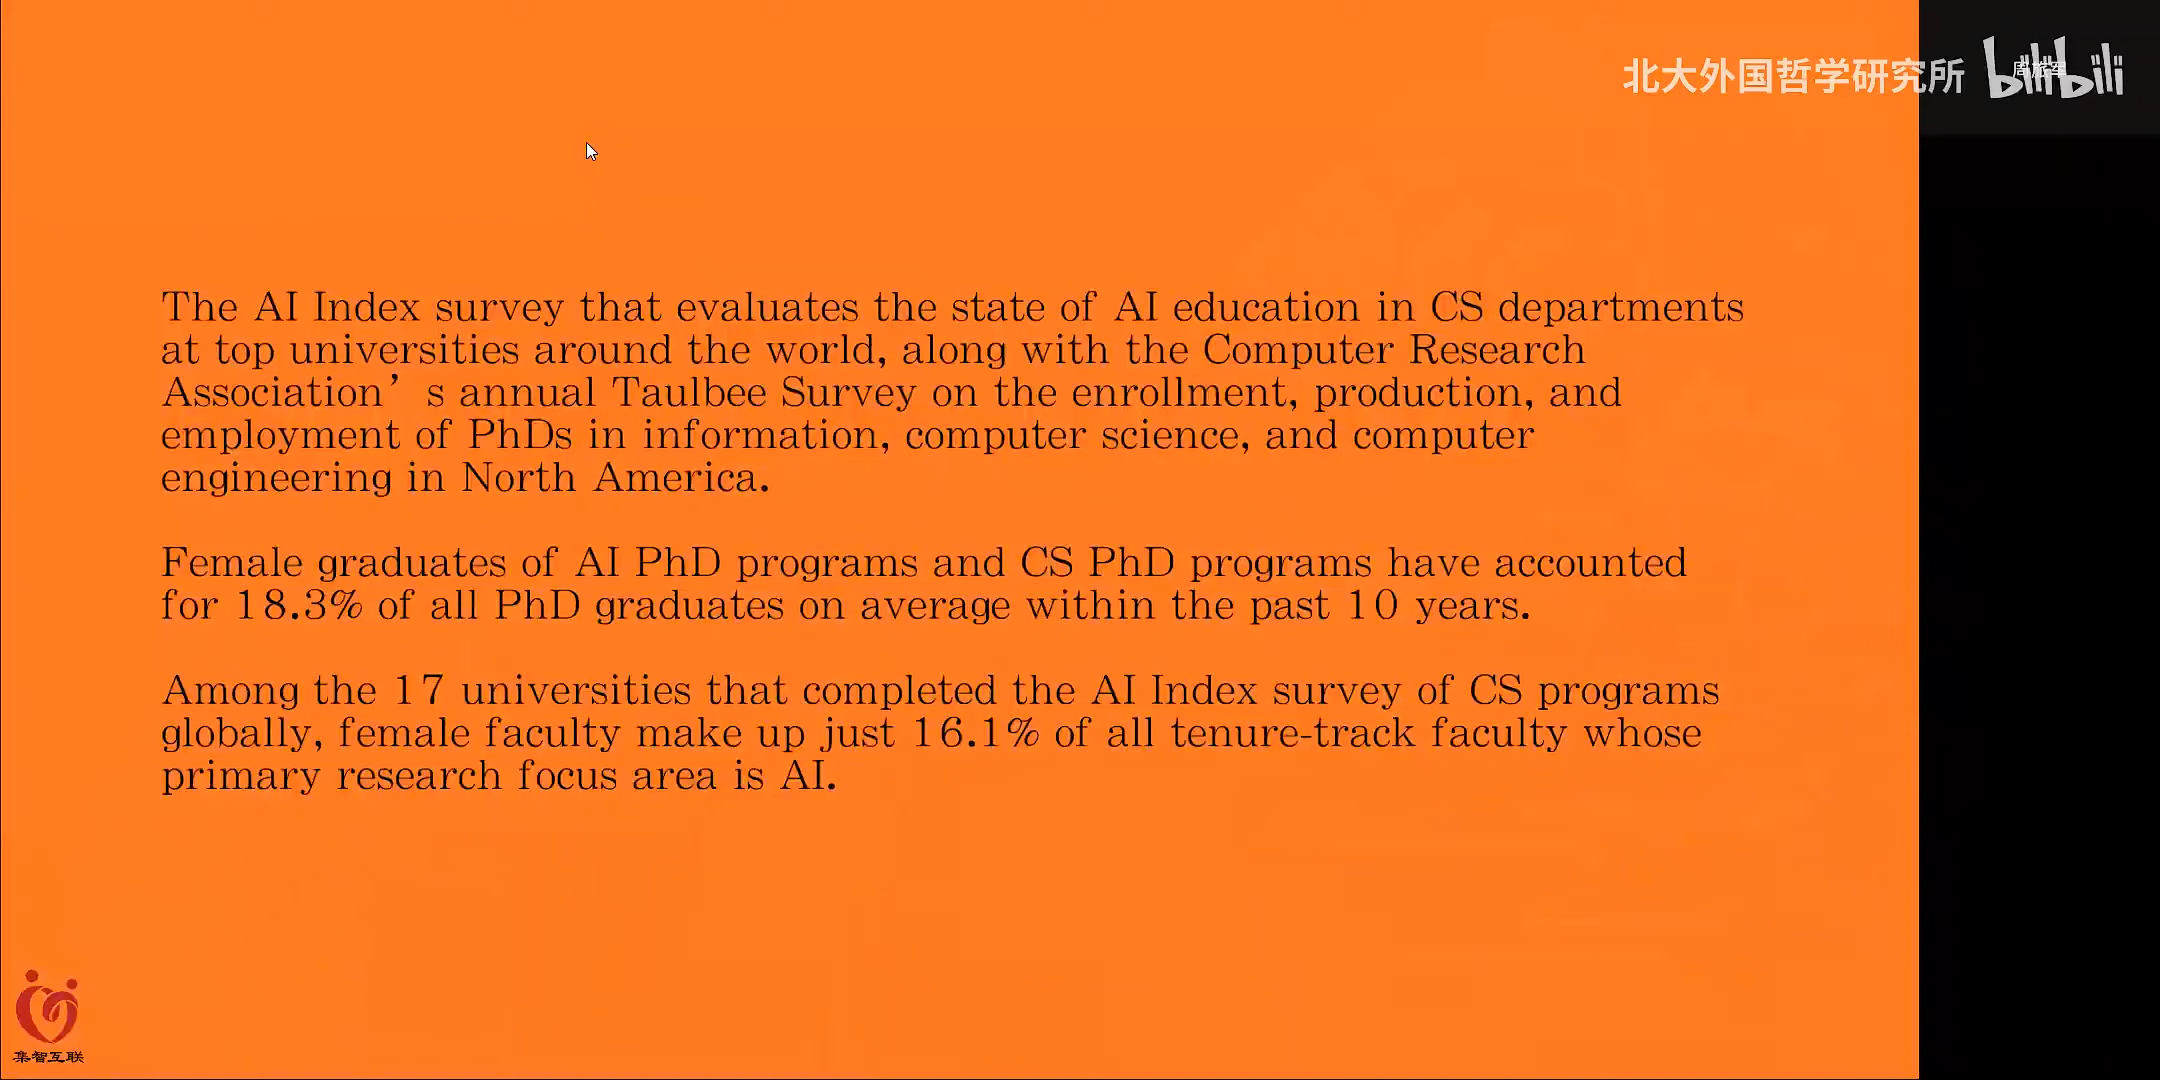 北大外国哲学研究所 bilibili
周旅军
The AI Index survey that evaluates the state of AI education in CS departments
at top universities around the world, along with the Computer Research
Association’ s annual Taulbee Survey on the enrollment, production, and
employment of PhDs in information, computer science, and computer
engineering in North America.
Female graduates of AI PhD programs and CS PhD programs have accounted
for 18.3% of all PhD graduates on average within the past 10 years.
Among the 17 universities that completed the AI Index survey of CS programs
globally, female faculty make up just 16.1% of all tenure-track faculty whose
primary research focus area is AI.
集智互联